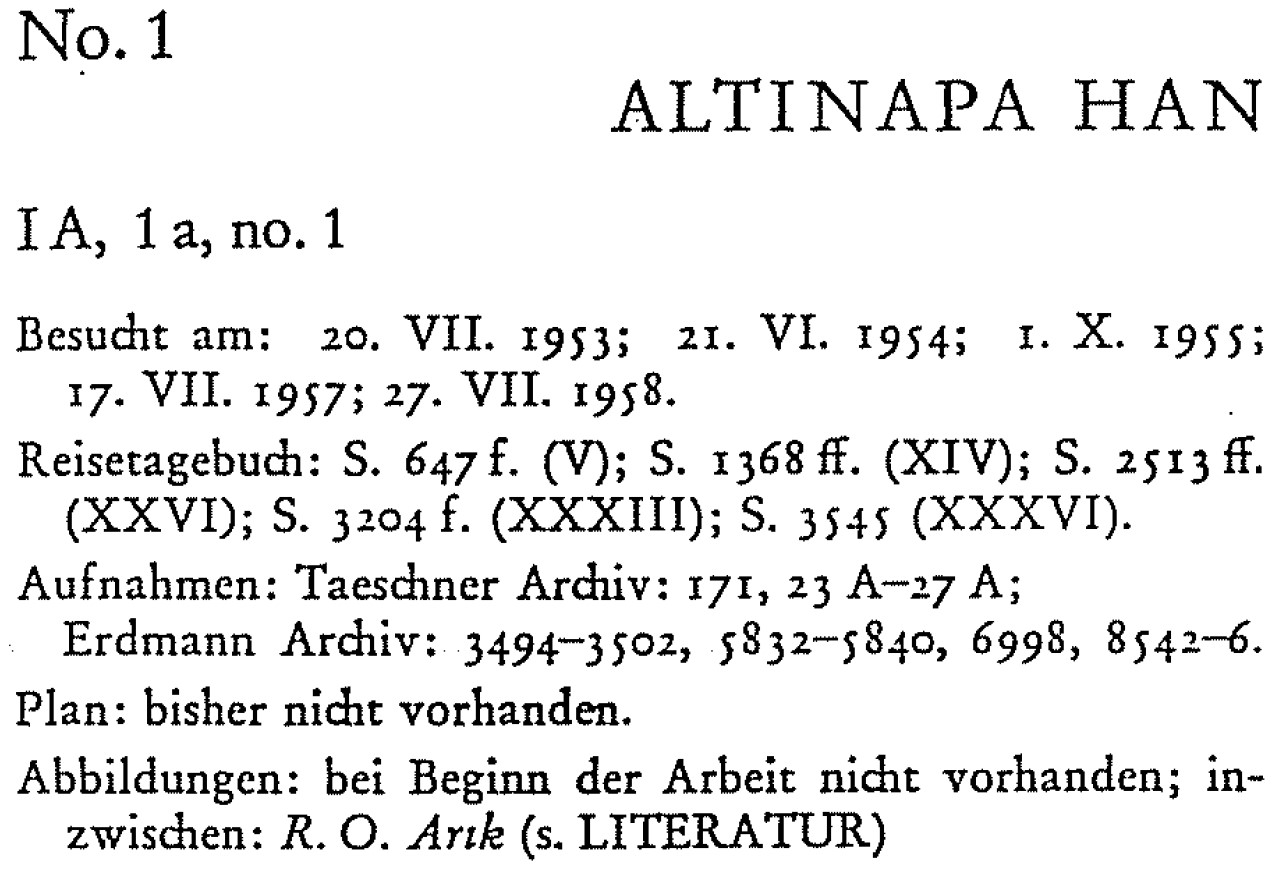 No. 1
ALTINAPA HAN
I A, 1 a, no. 1
Besucht am: 20. VII. 1953; 21. VI. 1954; 1. X. 1955;
17. VII. 1957; 27. VII. 1958.
Reisetagebuch: S. 647 f. (V); S. 1368 ff. (XIV); S. 2513 ff.
(XXVI); S. 3204 f. (XXXIII); S. 3545 (XXXVI).
Aufnahmen: Taeschner Archiv: 171, 23 A–27 A;
Erdmann Archiv: 3494–3502, 5832–5840, 6998, 8542–6.
Plan: bisher nicht vorhanden.
Abbildungen: bei Beginn der Arbeit nicht vorhanden; in-
zwischen: R. O. Arık (s. LITERATUR)